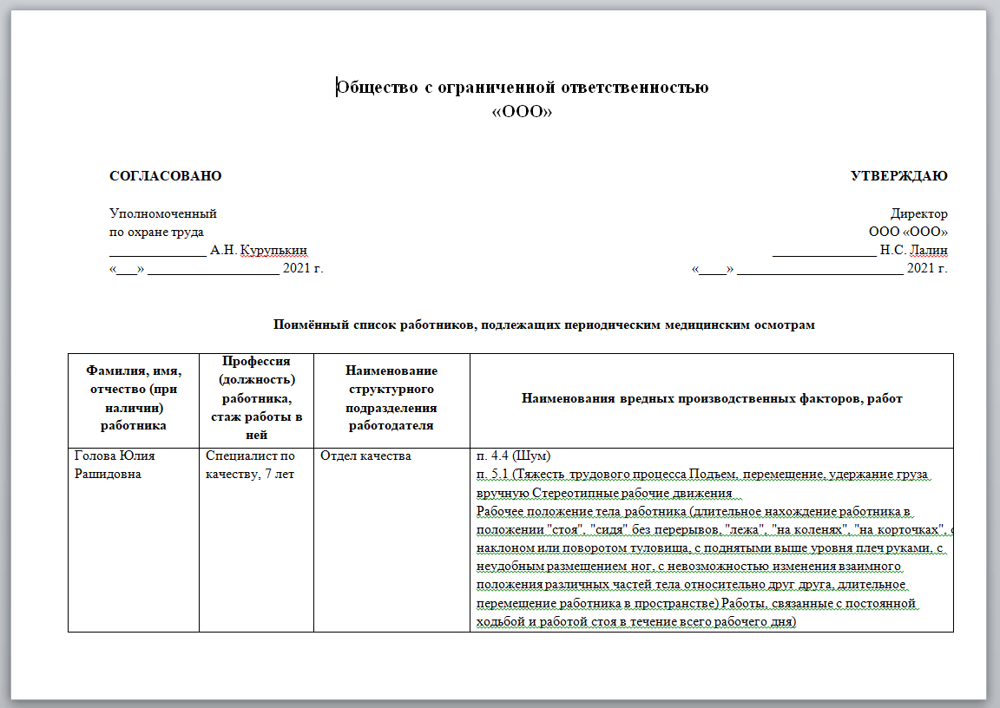 Общество с ограниченной ответственностью
«ООО»
СОГЛАСОВАНО
УТВЕРЖДАЮ
Уполномоченный
Директор
по охране труда
ООО «ООО»
______________ А.Н. Курупькин
_______________ Н.С. Лалин
«___» ___________________ 2021 г.
«____» ________________________ 2021 г.
Поимённый список работников, подлежащих периодическим медицинским осмотрам
Фамилия, имя,
отчество (при
наличии)
работника
Профессия
(должность)
работника,
стаж работы в
ней
Наименование
структурного
подразделения
работодателя
Наименования вредных производственных факторов, работ
Голова Юлия
Рашидовна
Специалист по
качеству, 7 лет
Отдел качества
п. 4.4 (Шум)
п. 5.1 (Тяжесть трудового процесса Подъем, перемещение, удержание груза
вручную Стереотипные рабочие движения
Рабочее положение тела работника (длительное нахождение работника в
положении "стоя", "сидя" без перерывов, "лежа", "на коленях", "на корточках", с
наклоном или поворотом туловища, с поднятыми выше уровня плеч руками, с
неудобным размещением ног, с невозможностью изменения взаимного
положения различных частей тела относительно друг друга, длительное
перемещение работника в пространстве) Работы, связанные с постоянной
ходьбой и работой стоя в течение всего рабочего дня)